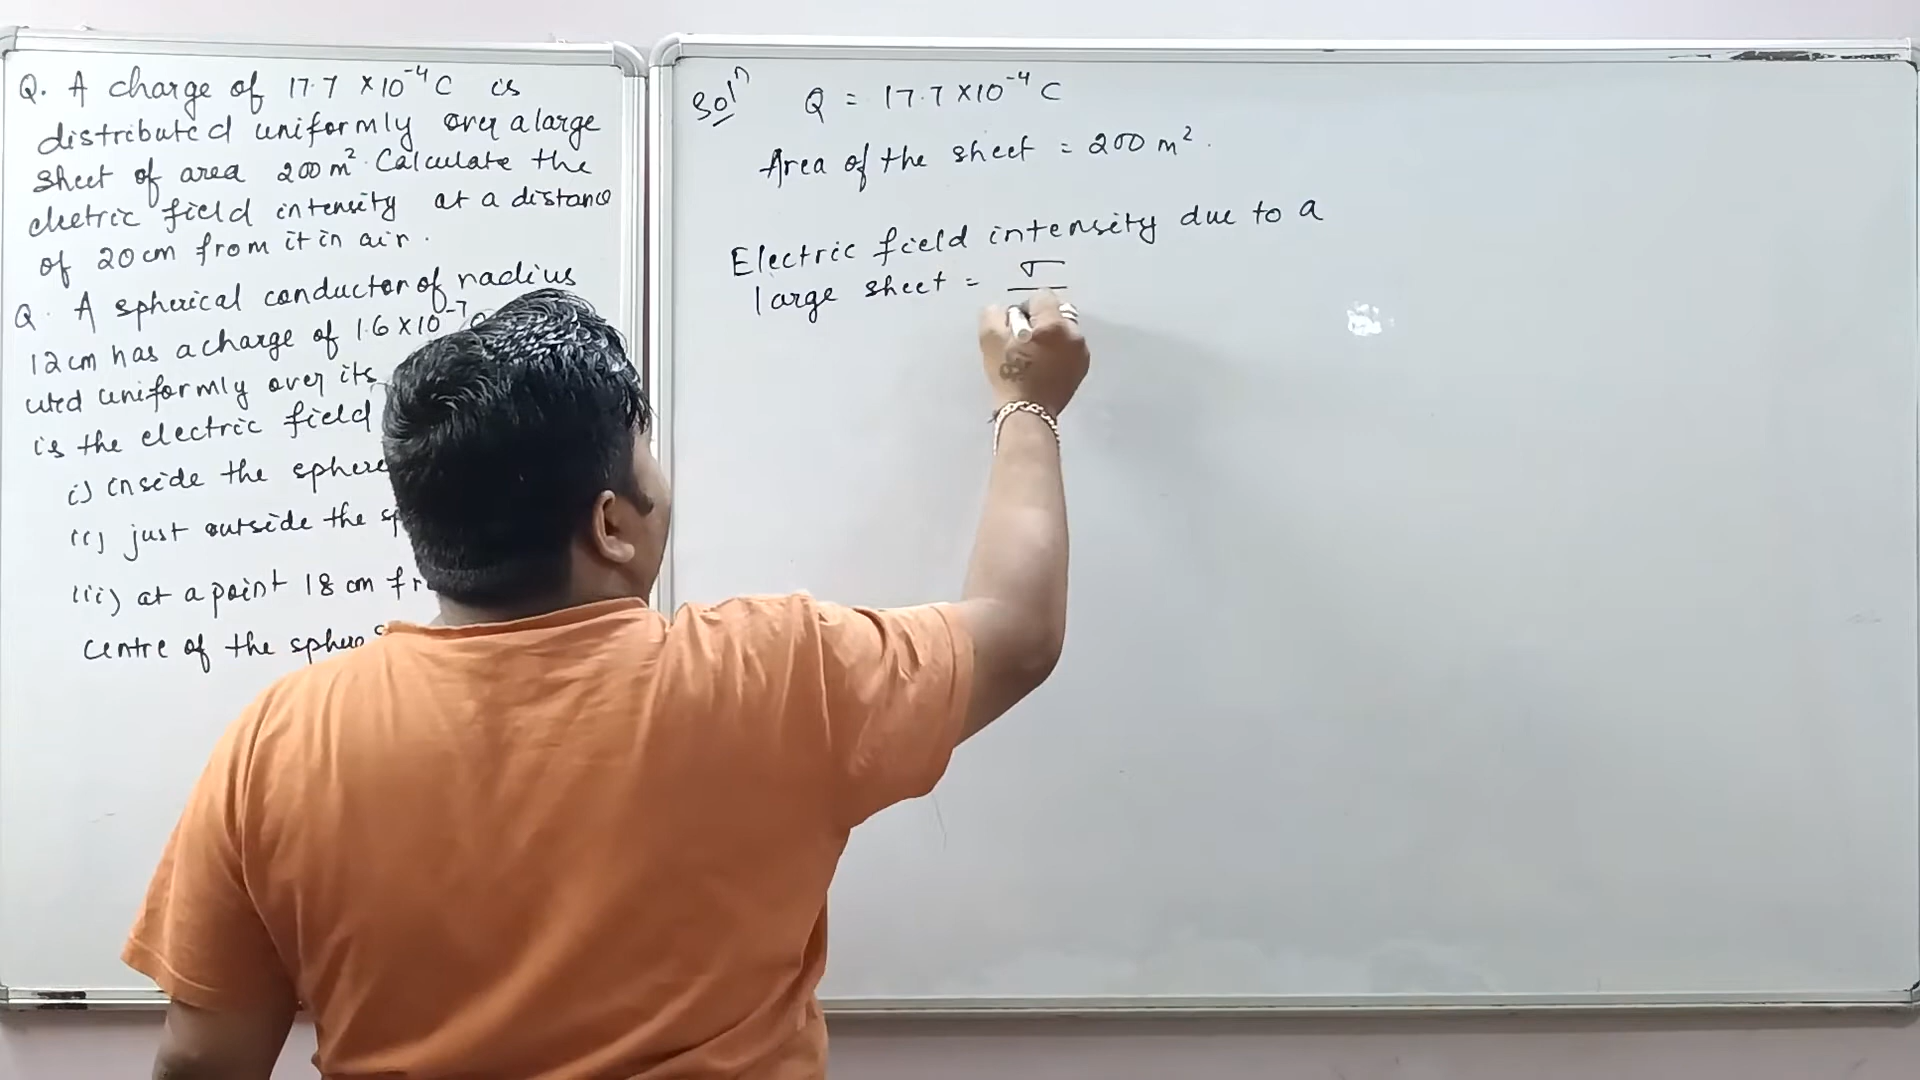 Q. A charge of 17.7 × 10⁻⁴ C is
distributed uniformly over a large
sheet of area 200 m². Calculate the
electric field intensity at a distance
of 20 cm from it in air.
Q. A spherical conductor of radius
12 cm has a charge of 1.6 × 10⁻⁷
uted uniformly over its
is the electric field
i) inside the sphere
ii) just outside the
iii) at a point 18 cm
centre of the sphere
Solⁿ Q = 17.7 × 10⁻⁴ C
Area of the sheet = 200 m².
Electric field intensity due to a
large sheet = σ